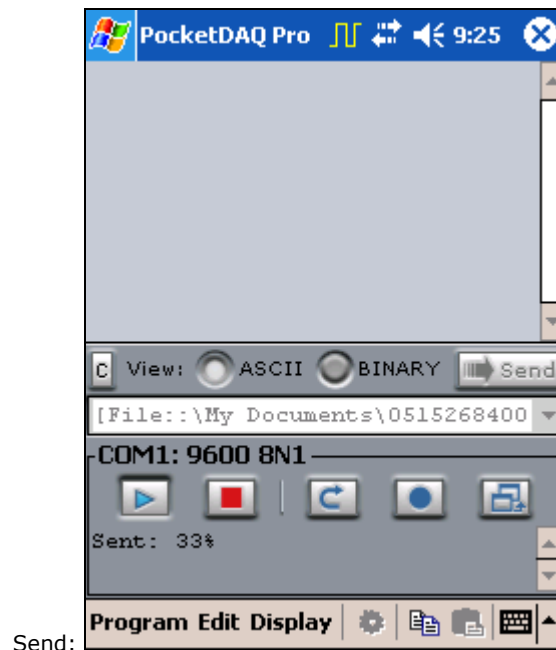 PocketDAQ Pro 9:25
C View: ASCII BINARY Send
[File::\My Documents\0515268400
COM1: 9600 8N1
Sent: 33%
Program Edit Display
Send: